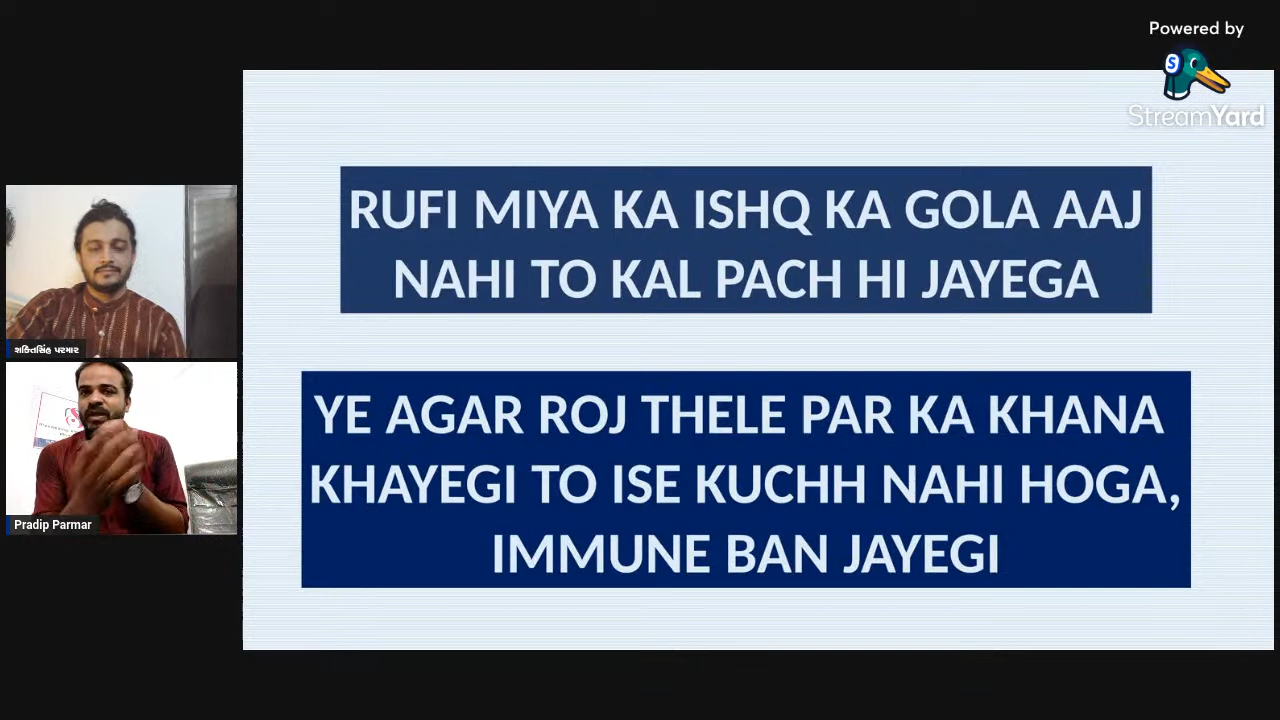 Powered by
StreamYard
RUFI MIYA KA ISHQ KA GOLA AAJ
NAHI TO KAL PACH HI JAYEGA
YE AGAR ROJ THELE PAR KA KHANA
KHAYEGI TO ISE KUCHH NAHI HOGA,
IMMUNE BAN JAYEGI
શક્તિસિંહ પરમાર
Pradip Parmar